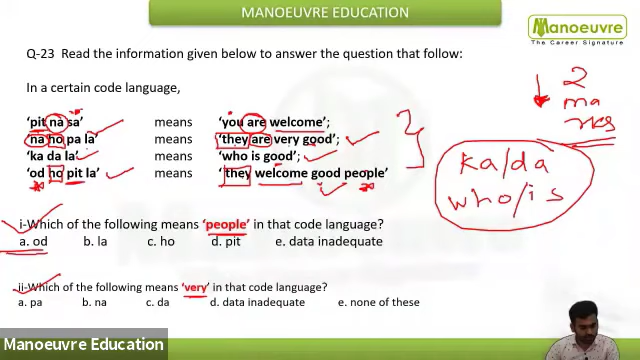 MANOEUVRE EDUCATION
Manoeuvre
The Career Signature
Q-23 Read the information given below to answer the question that follow:
In a certain code language,
'pit na sa' means 'you are welcome';
'na ho pa la' means 'they are very good';
'ka da la' means 'who is good';
'od ho pit la' means ' they welcome good people'
2
ma
rks
ka/da
who/is
i-Which of the following means 'people' in that code language?
a. od b. la c. ho d. pit e. data inadequate
ii-Which of the following means 'very' in that code language?
a. pa b. na c. da d. data inadequate e. none of these
Manoeuvre Education